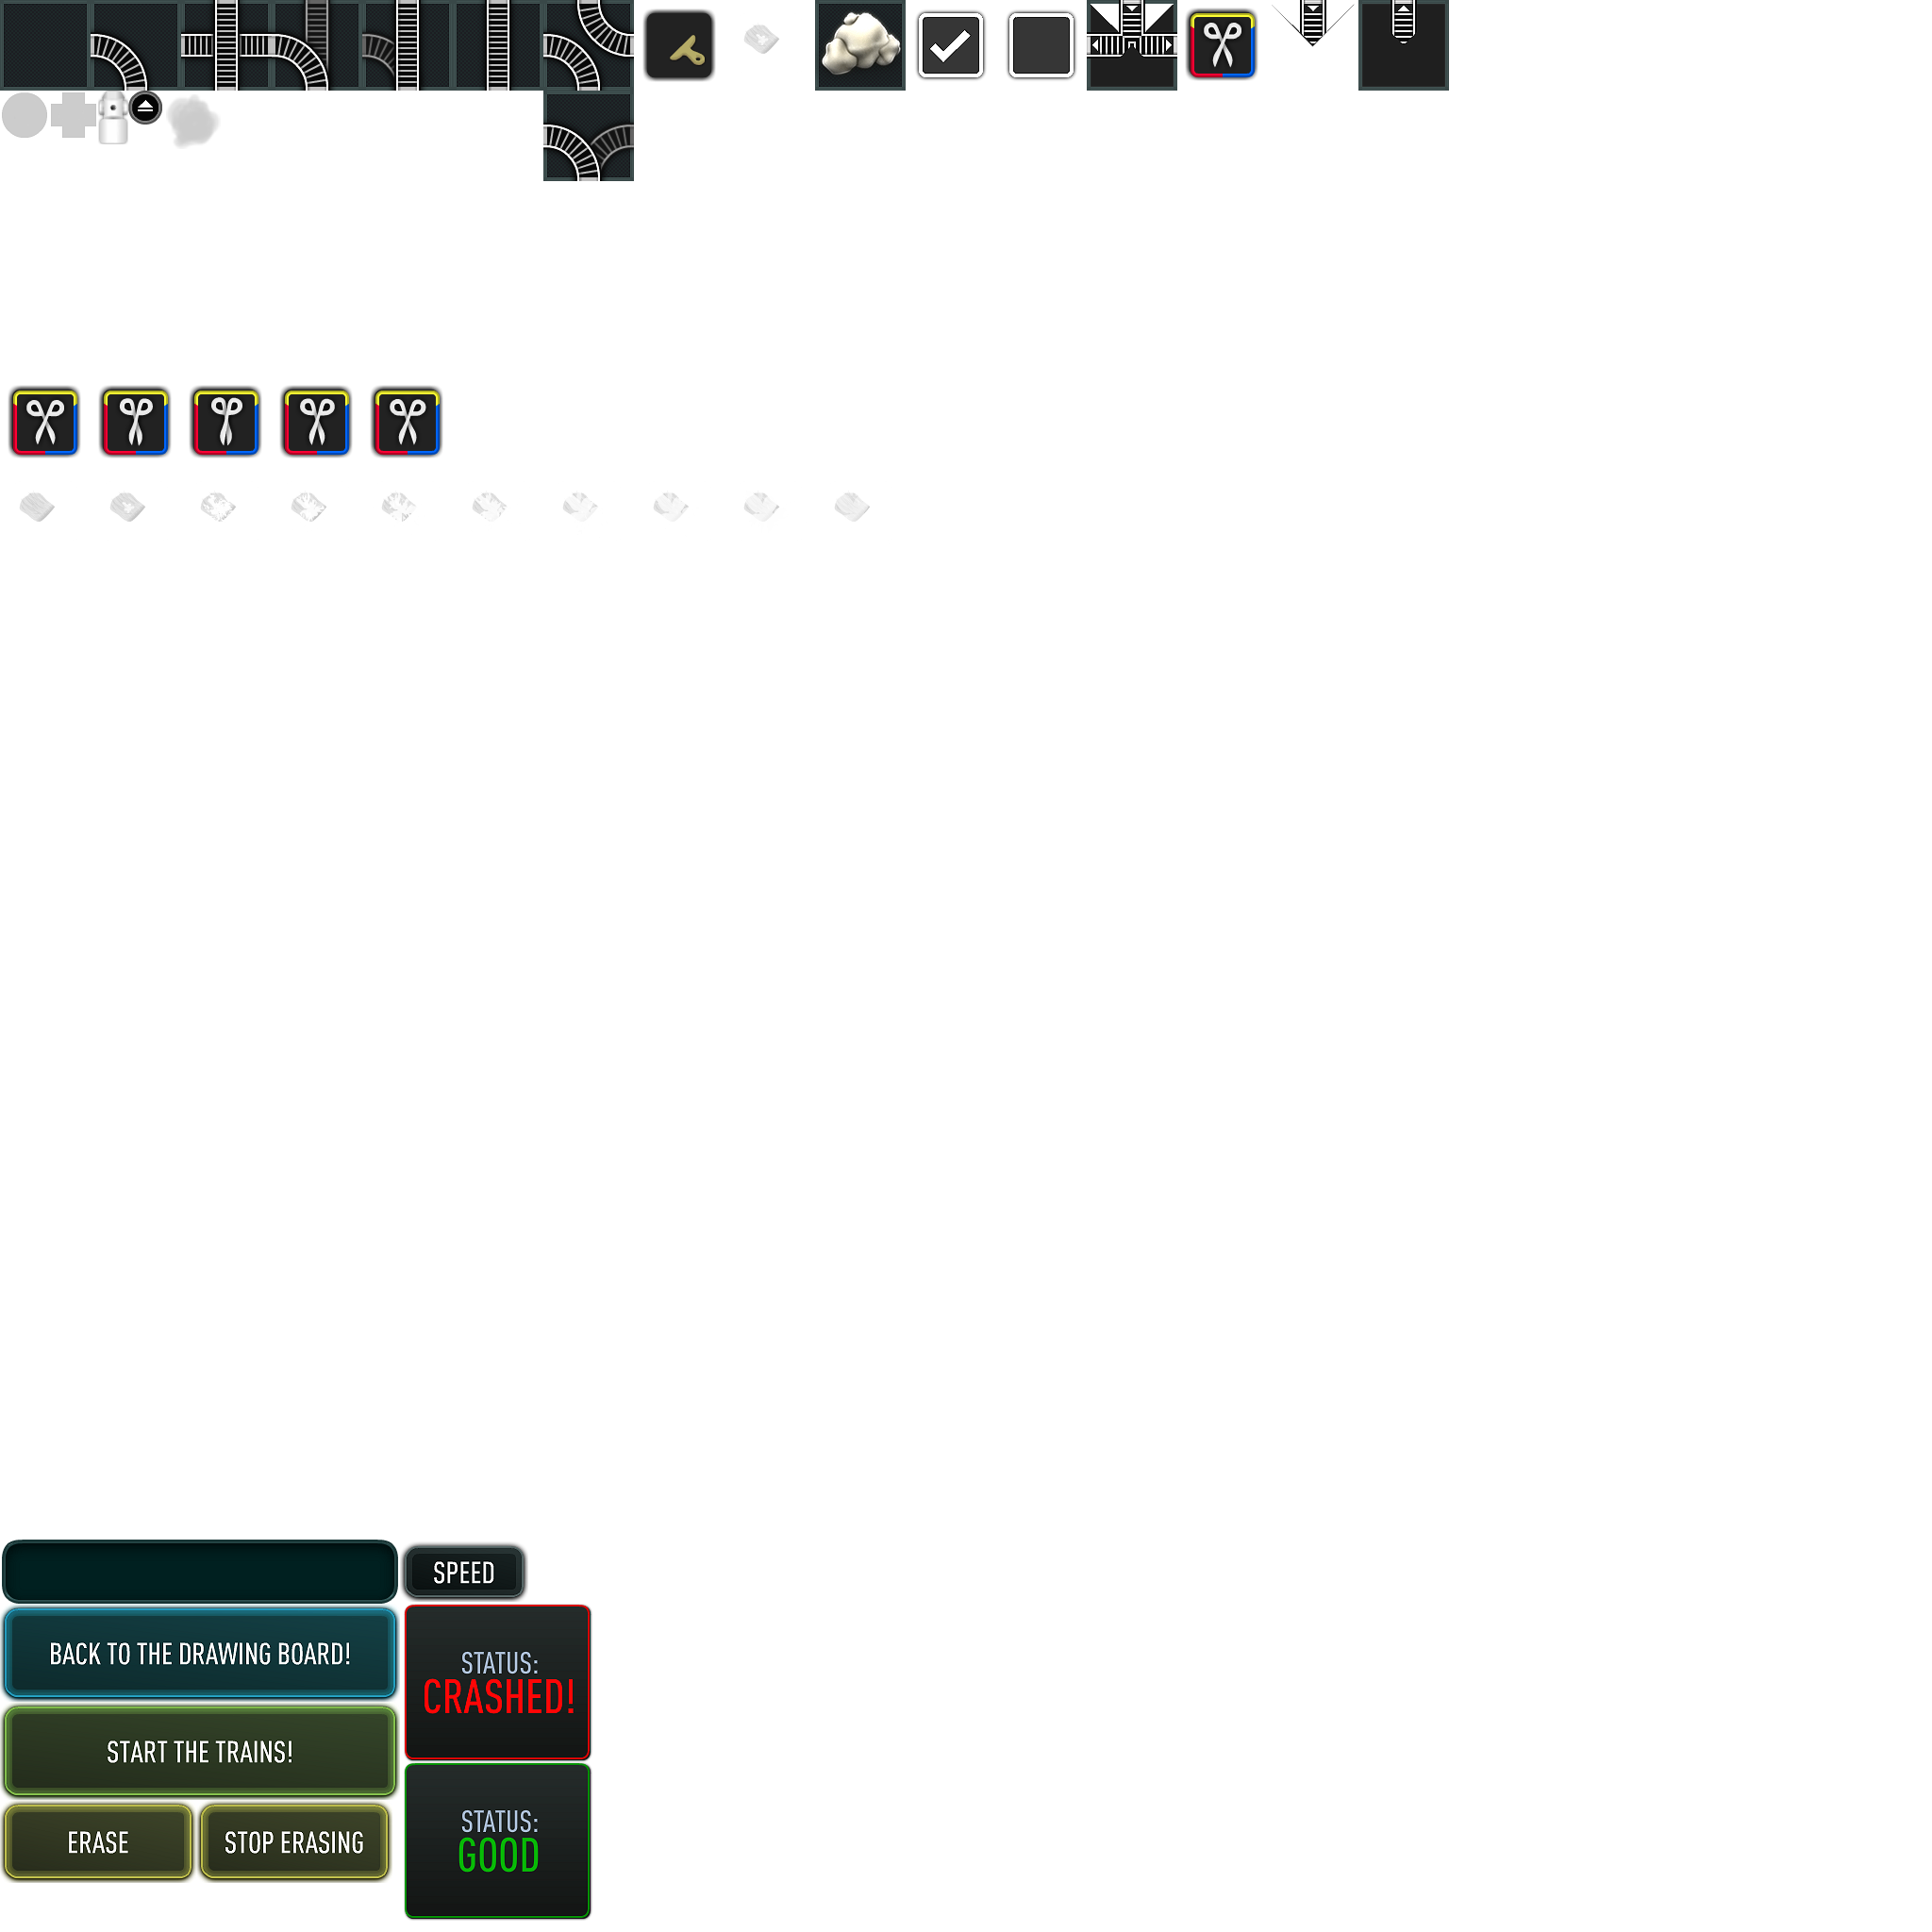 SPEED
BACK TO THE DRAWING BOARD!
STATUS:
CRASHED!
START THE TRAINS!
STATUS:
GOOD
ERASE
STOP ERASING